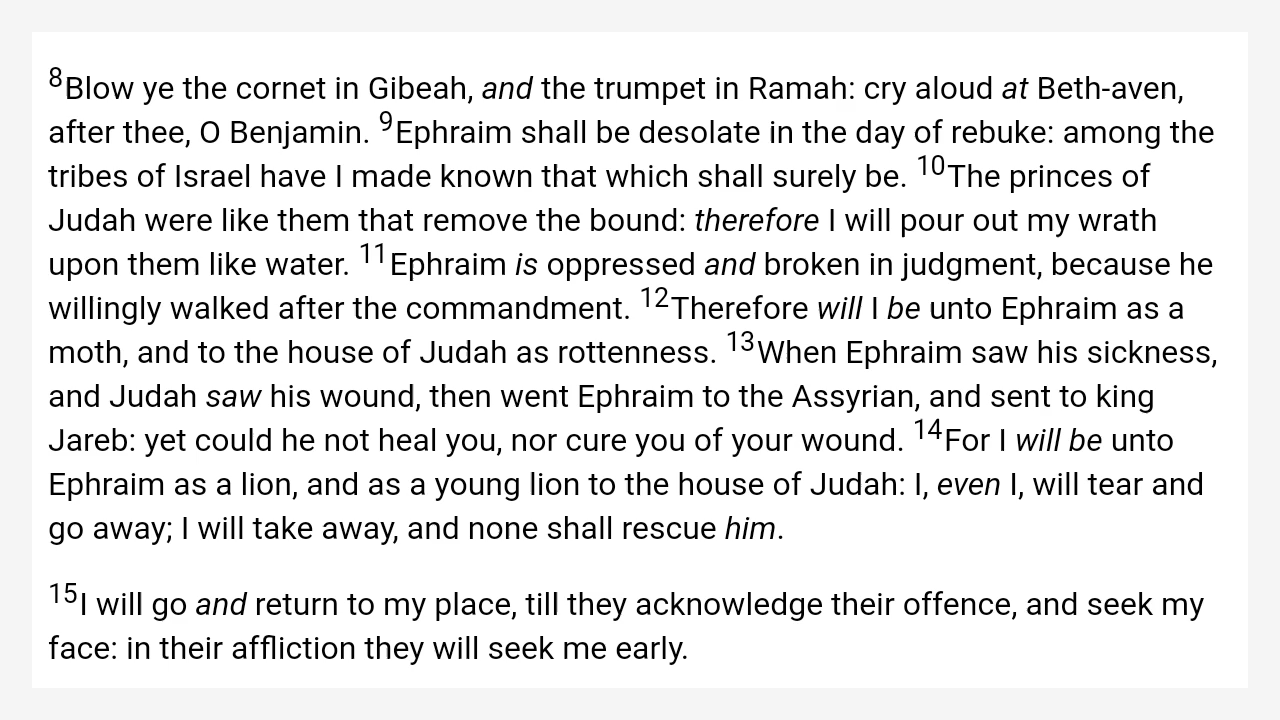 8Blow ye the cornet in Gibeah, and the trumpet in Ramah: cry aloud at Beth-aven,
after thee, O Benjamin. 9Ephraim shall be desolate in the day of rebuke: among the
tribes of Israel have I made known that which shall surely be. 10The princes of
Judah were like them that remove the bound: therefore I will pour out my wrath
upon them like water. 11Ephraim is oppressed and broken in judgment, because he
willingly walked after the commandment. 12Therefore will I be unto Ephraim as a
moth, and to the house of Judah as rottenness. 13When Ephraim saw his sickness,
and Judah saw his wound, then went Ephraim to the Assyrian, and sent to king
Jareb: yet could he not heal you, nor cure you of your wound. 14For I will be unto
Ephraim as a lion, and as a young lion to the house of Judah: I, even I, will tear and
go away; I will take away, and none shall rescue him.
15I will go and return to my place, till they acknowledge their offence, and seek my
face: in their affliction they will seek me early.